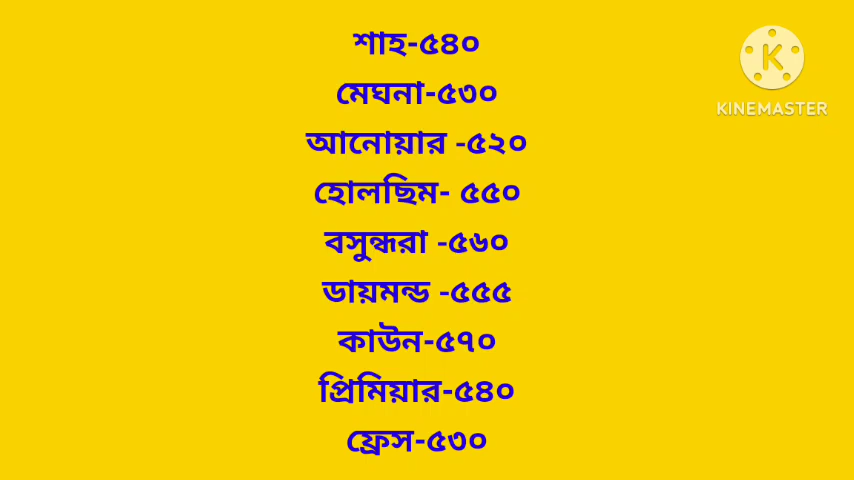 শাহ-৫৪০
মেঘনা-৫৩০
আনোয়ার -৫২০
হোলছিম- ৫৫০
বসুন্ধরা -৫৬০
ডায়মন্ড -৫৫৫
কাউন-৫৭০
প্রিমিয়ার-৫৪০
ফ্রেস-৫৩০
KINEMASTER